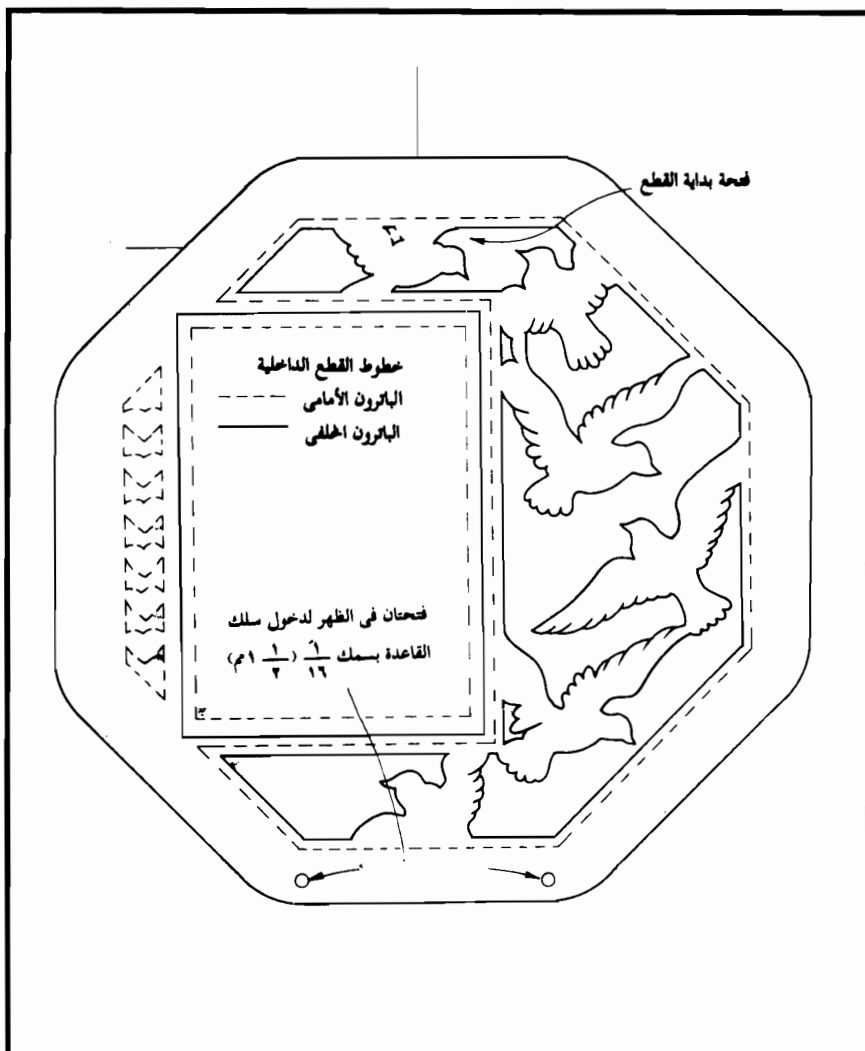 فتحة بداية القطع
خطوط القطع الداخلية
الباترون الأمامى
الباترون الخلفى
فتحتان فى الظهر لدخول سلك
القاعدة بسمك ١/١٦ً (١ ١/٢ مم)